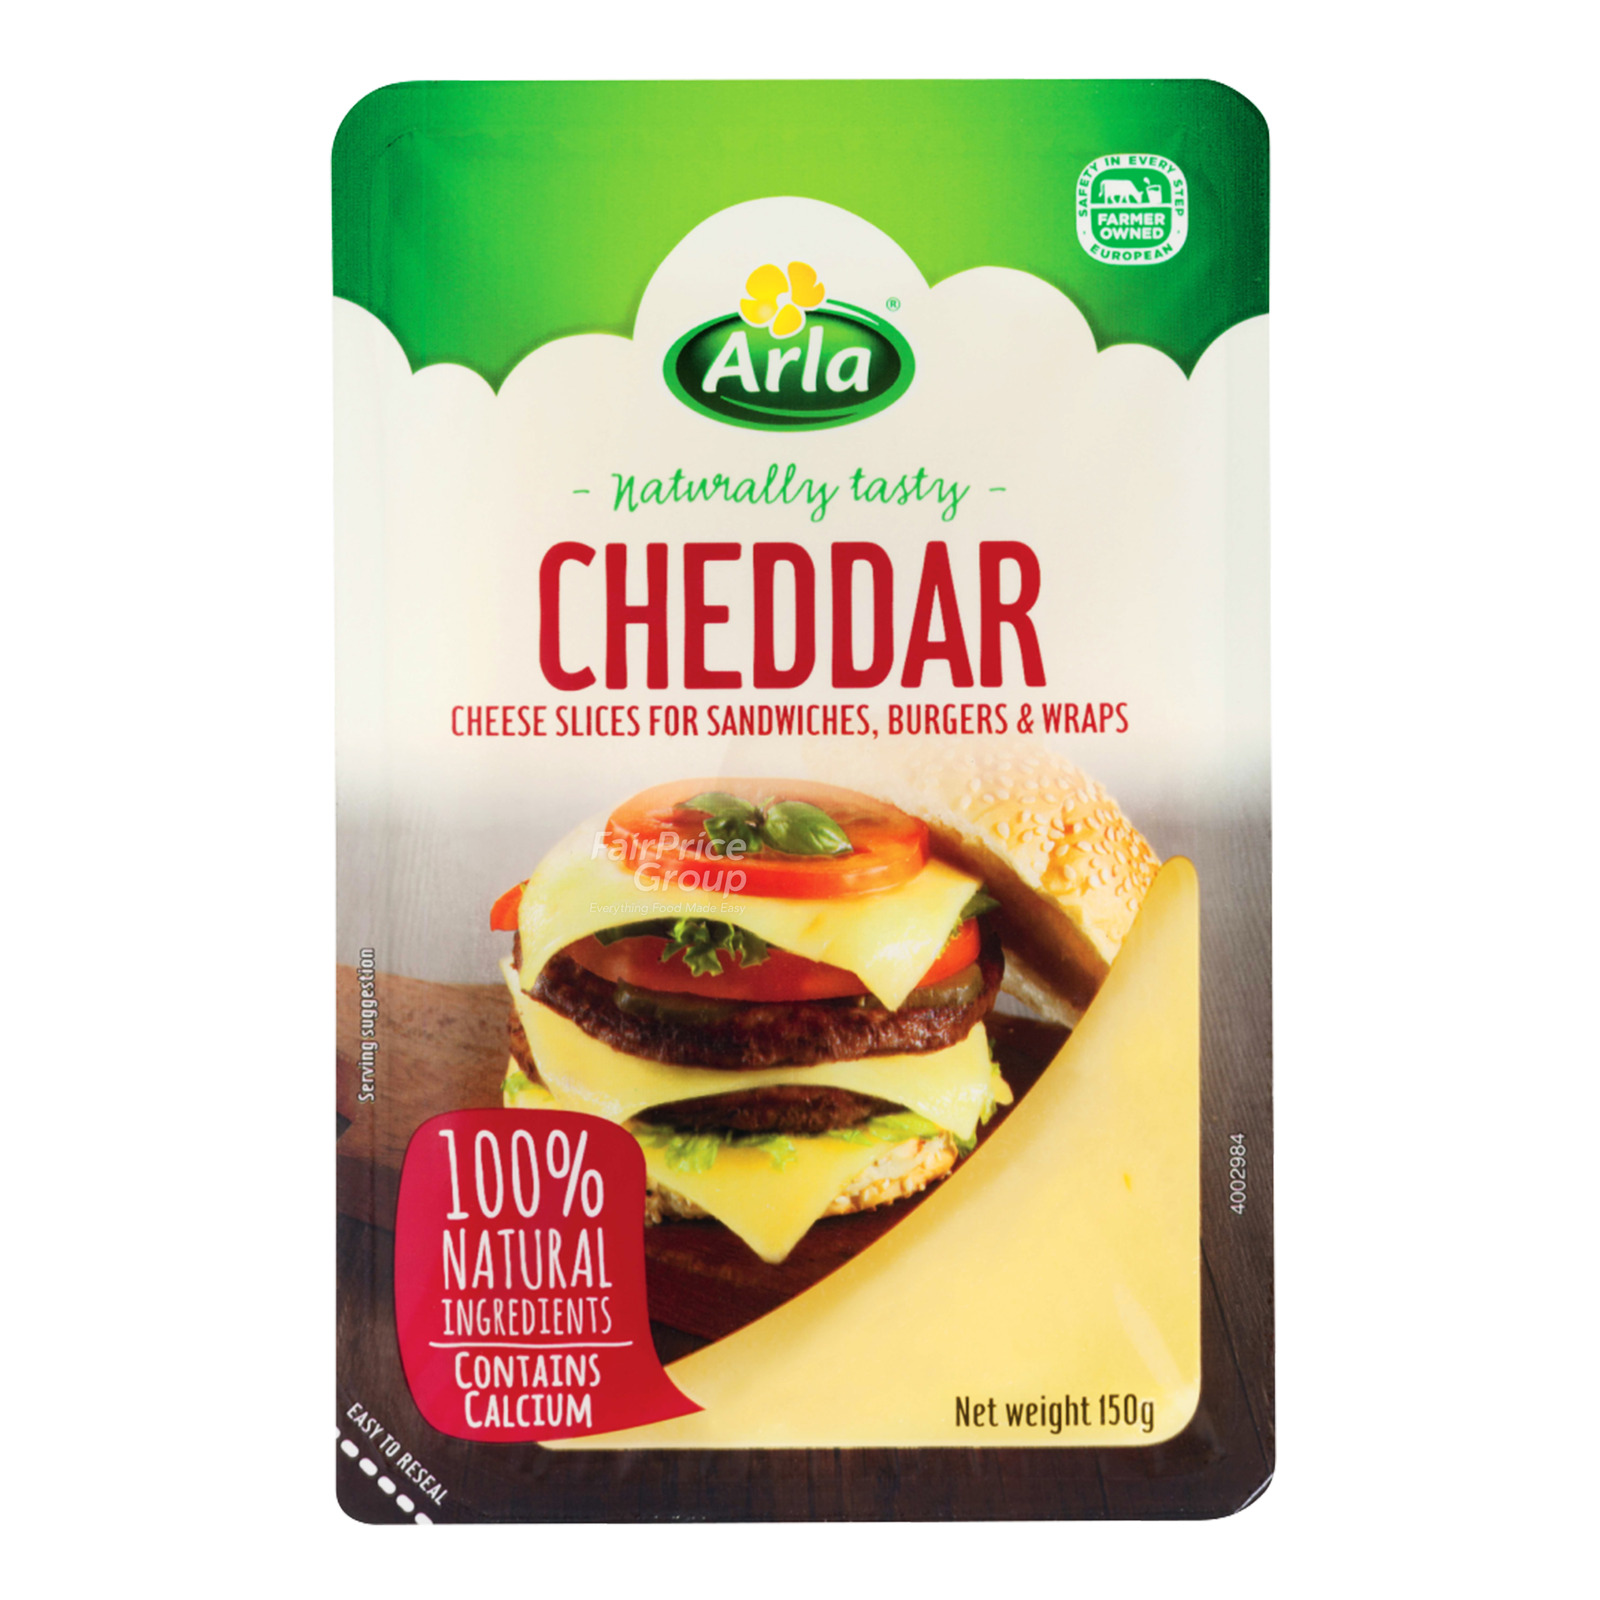 SAFETY IN EVERY STEP
FARMER
OWNED
· EUROPEAN ·
Arla®
- Naturally tasty -
CHEDDAR
CHEESE SLICES FOR SANDWICHES, BURGERS & WRAPS
FairPrice
Group
Everything Food Made Easy
Serving suggestion
100%
NATURAL
INGREDIENTS
CONTAINS
CALCIUM
4002984
Net weight 150g
EASY TO RESEAL